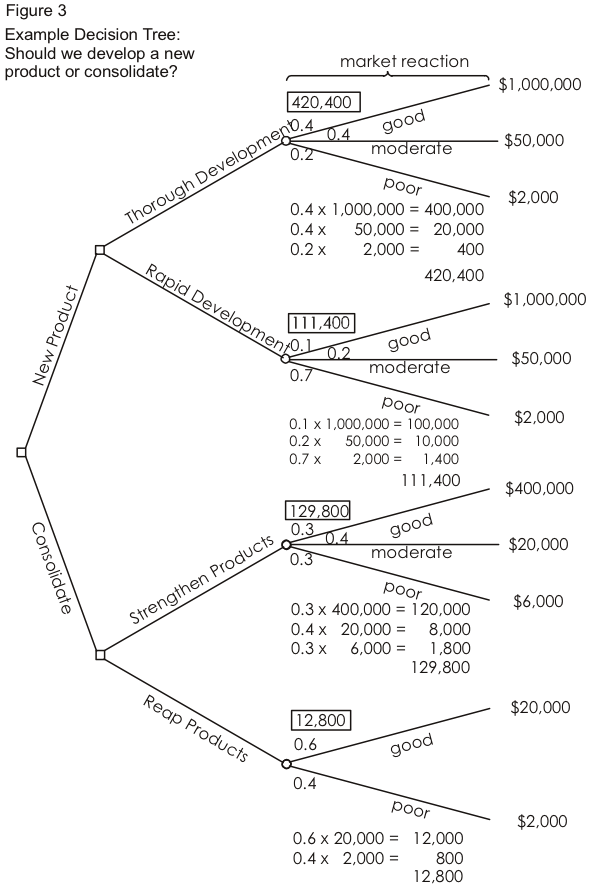 Figure 3
Example Decision Tree:
Should we develop a new
product or consolidate?
market reaction
420,400
$1,000,000
0.4
good
0.4
moderate
$50,000
0.2
poor
$2,000
Thorough Development
0.4 x 1,000,000 = 400,000
0.4 x 50,000 = 20,000
0.2 x 2,000 = 400
420,400
New Product
Rapid Development
111,400
$1,000,000
0.1
good
0.2
moderate
$50,000
0.7
poor
$2,000
0.1 x 1,000,000 = 100,000
0.2 x 50,000 = 10,000
0.7 x 2,000 = 1,400
111,400
Consolidate
Strengthen Products
129,800
$400,000
0.3
good
0.4
moderate
$20,000
0.3
poor
$6,000
0.3 x 400,000 = 120,000
0.4 x 20,000 = 8,000
0.3 x 6,000 = 1,800
129,800
Reap Products
12,800
$20,000
0.6
good
0.4
poor
$2,000
0.6 x 20,000 = 12,000
0.4 x 2,000 = 800
12,800